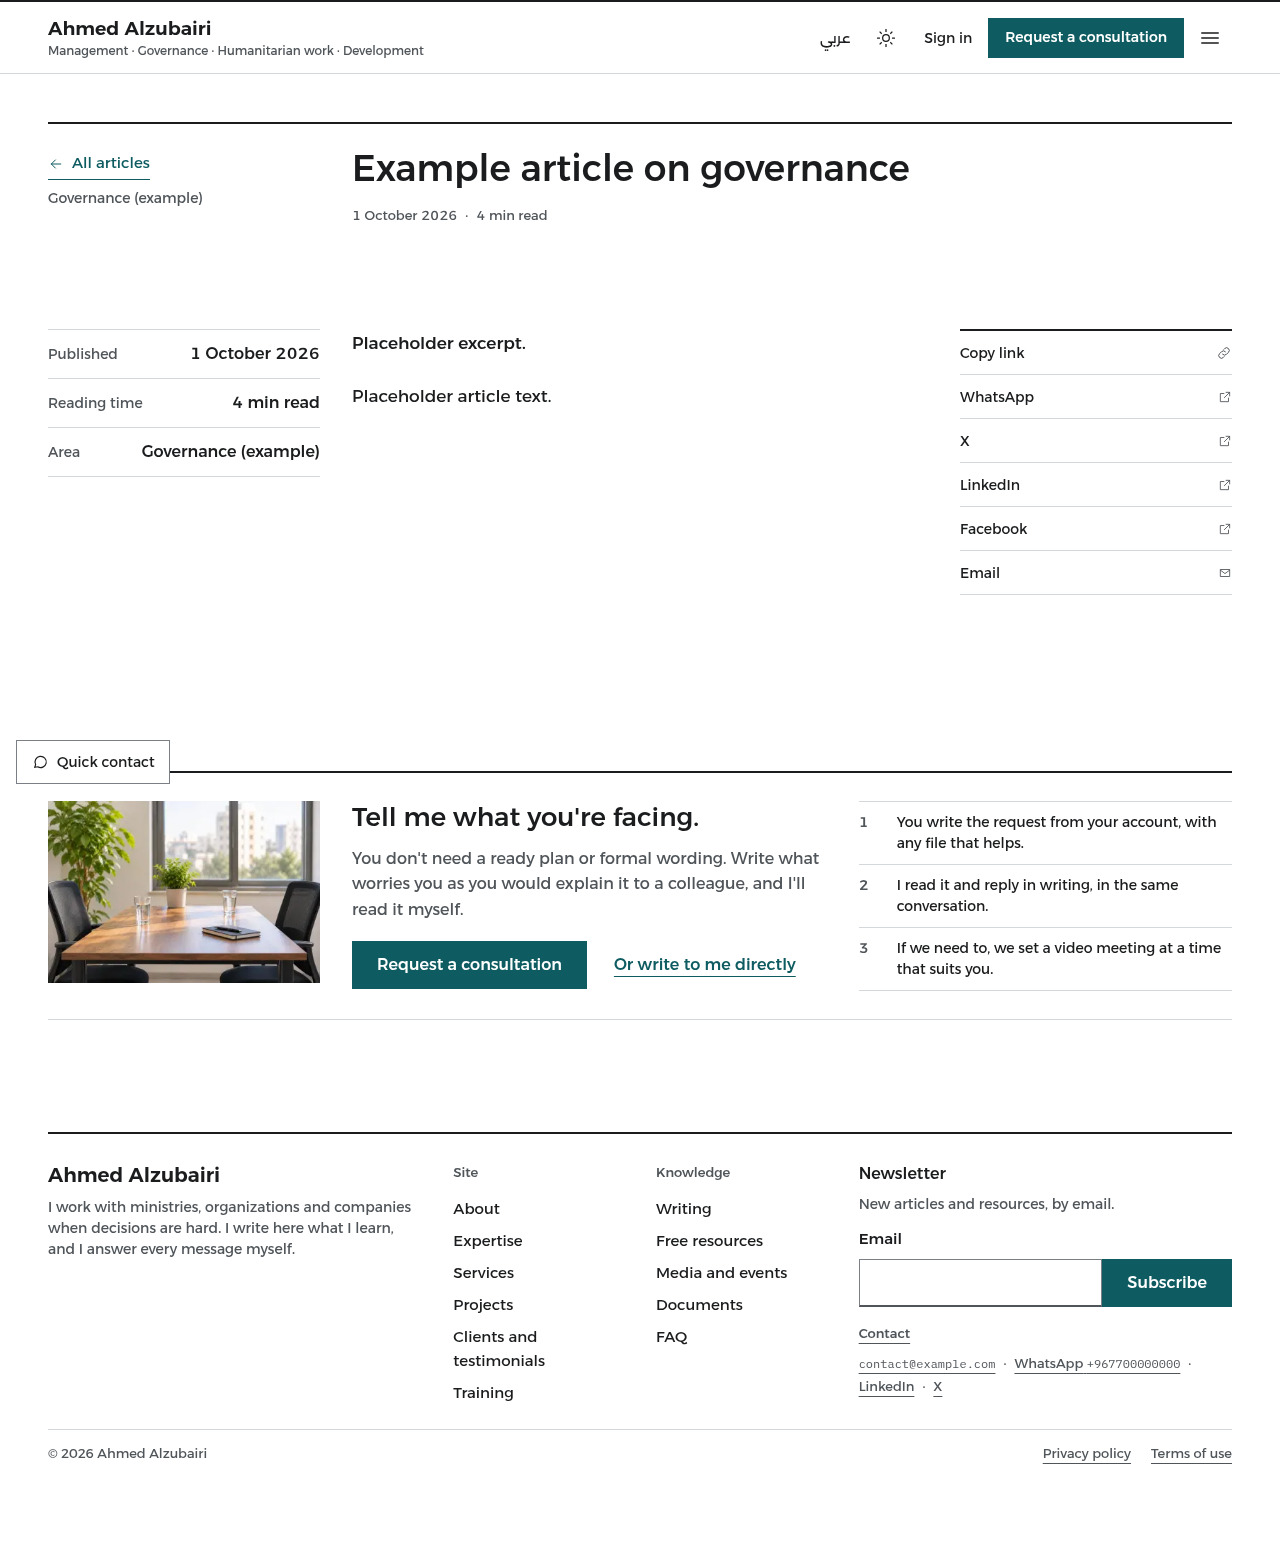 Ahmed Alzubairi
Management · Governance · Humanitarian work · Development
عربي
Sign in
Request a consultation
← All articles
Governance (example)
Example article on governance
1 October 2026 · 4 min read
Published 1 October 2026
Reading time 4 min read
Area Governance (example)
Placeholder excerpt.
Placeholder article text.
Copy link
WhatsApp
X
LinkedIn
Facebook
Email
Quick contact
Tell me what you're facing.
You don't need a ready plan or formal wording. Write what
worries you as you would explain it to a colleague, and I'll
read it myself.
Request a consultation
Or write to me directly
1 You write the request from your account, with
any file that helps.
2 I read it and reply in writing, in the same
conversation.
3 If we need to, we set a video meeting at a time
that suits you.
Ahmed Alzubairi
I work with ministries, organizations and companies
when decisions are hard. I write here what I learn,
and I answer every message myself.
Site
About
Expertise
Services
Projects
Clients and
testimonials
Training
Knowledge
Writing
Free resources
Media and events
Documents
FAQ
Newsletter
New articles and resources, by email.
Email
Subscribe
Contact
contact@example.com · WhatsApp +967700000000 ·
LinkedIn · X
© 2026 Ahmed Alzubairi
Privacy policy
Terms of use